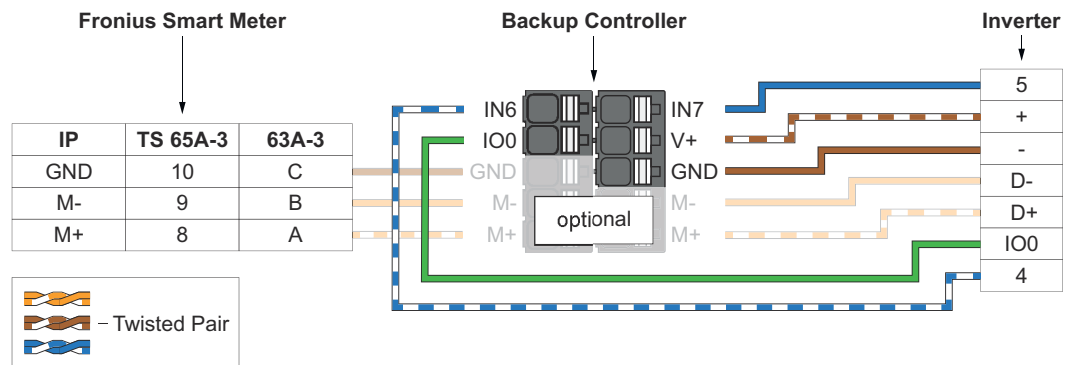 Fronius Smart Meter
Backup Controller
Inverter
IP TS 65A-3 63A-3
GND 10 C
M- 9 B
M+ 8 A
IN6 IN7
IO0 V+
GND GND
M- M-
optional
M+ M+
5
+
-
D-
D+
IO0
4
– Twisted Pair